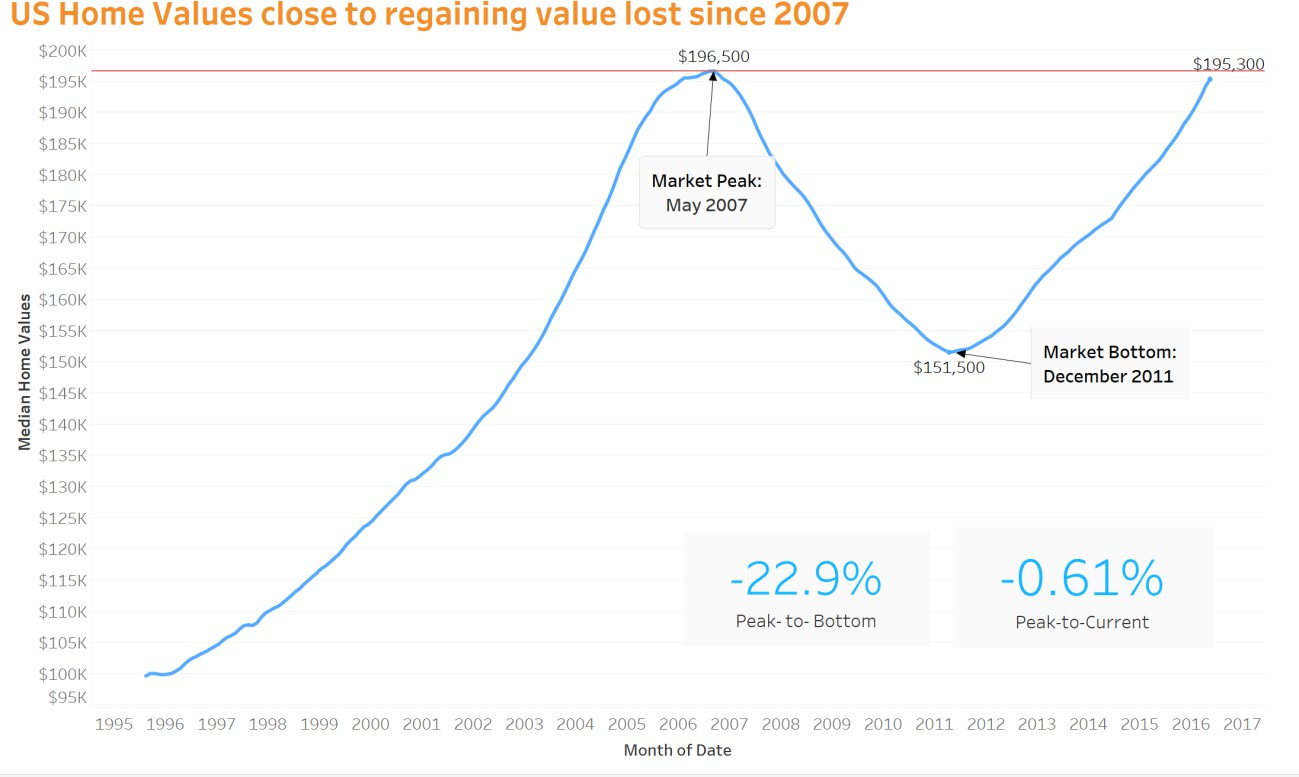 US Home Values close to regaining value lost since 2007
$200K
$195K
$190K
$185K
$180K
$175K
$170K
$165K
$160K
$155K
$150K
$145K
$140K
$135K
$130K
$125K
$120K
$115K
$110K
$105K
$100K
$95K
Median Home Values
$196,500
$195,300
Market Peak:
May 2007
$151,500
Market Bottom:
December 2011
-22.9%
Peak- to- Bottom
-0.61%
Peak-to-Current
1995 1996 1997 1998 1999 2000 2001 2002 2003 2004 2005 2006 2007 2008 2009 2010 2011 2012 2013 2014 2015 2016 2017
Month of Date